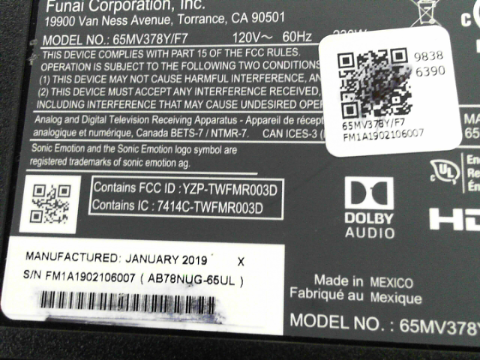 Funai Corporation, Inc.
19900 Van Ness Avenue, Torrance, CA 90501
MODEL NO.: 65MV378Y/F7 120V~ 60Hz
THIS DEVICE COMPLIES WITH PART 15 OF THE FCC RULES.
OPERATION IS SUBJECT TO THE FOLLOWING TWO CONDITIONS
(1) THIS DEVICE MAY NOT CAUSE HARMFUL INTERFERENCE, AN
(2) THIS DEVICE MUST ACCEPT ANY INTERFERENCE RECEIVED,
INCLUDING INTERFERENCE THAT MAY CAUSE UNDESIRED OPER
Analog and Digital Television Receiving Apparatus - Appareil de récept
analogique et numérique, Canada BETS-7 / NTMR-7. CAN ICES-3 (
Sonic Emotion and the Sonic Emotion logo symbol are
registered trademarks of sonic emotion ag.
9838
6390
65MV378Y/F7
FM1A1902106007
Contains FCC ID : YZP-TWFMR003D
Contains IC : 7414C-TWFMR003D
DOLBY
AUDIO
UL
MANUFACTURED: JANUARY 2019 X
S/N FM1A1902106007 ( AB78NUG-65UL )
Made in MEXICO
Fabriqué au Mexique
MODEL NO. : 65MV378Y